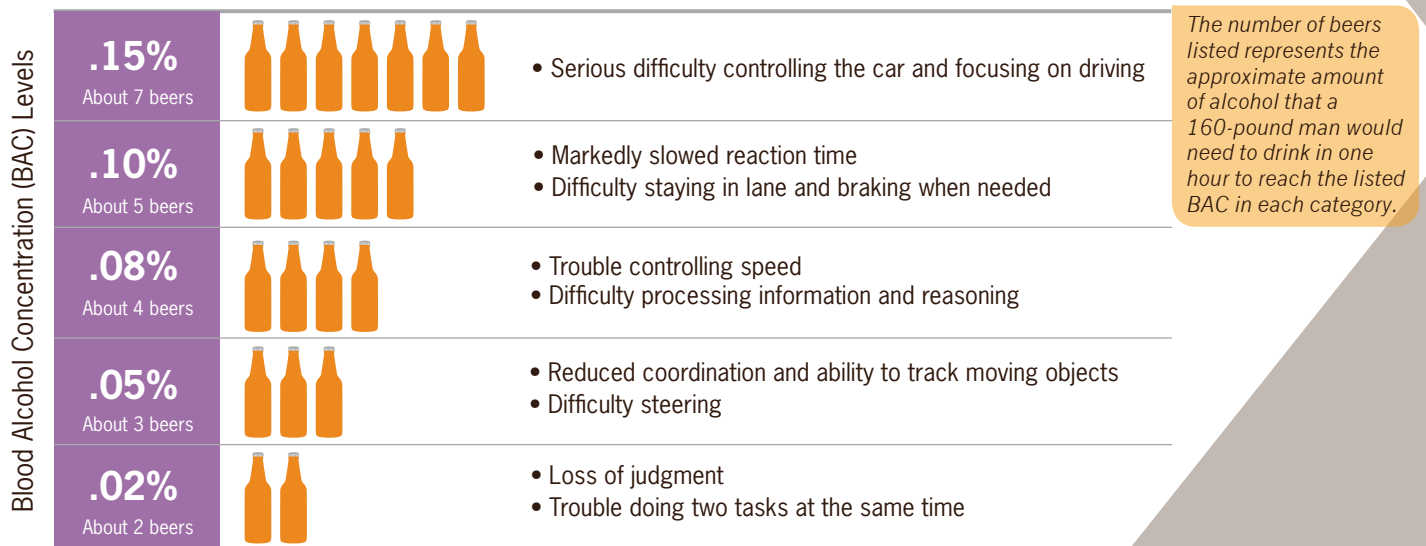 Blood Alcohol Concentration (BAC) Levels
.15%
About 7 beers
• Serious difficulty controlling the car and focusing on driving
.10%
About 5 beers
• Markedly slowed reaction time
• Difficulty staying in lane and braking when needed
.08%
About 4 beers
• Trouble controlling speed
• Difficulty processing information and reasoning
.05%
About 3 beers
• Reduced coordination and ability to track moving objects
• Difficulty steering
.02%
About 2 beers
• Loss of judgment
• Trouble doing two tasks at the same time
The number of beers
listed represents the
approximate amount
of alcohol that a
160-pound man would
need to drink in one
hour to reach the listed
BAC in each category.